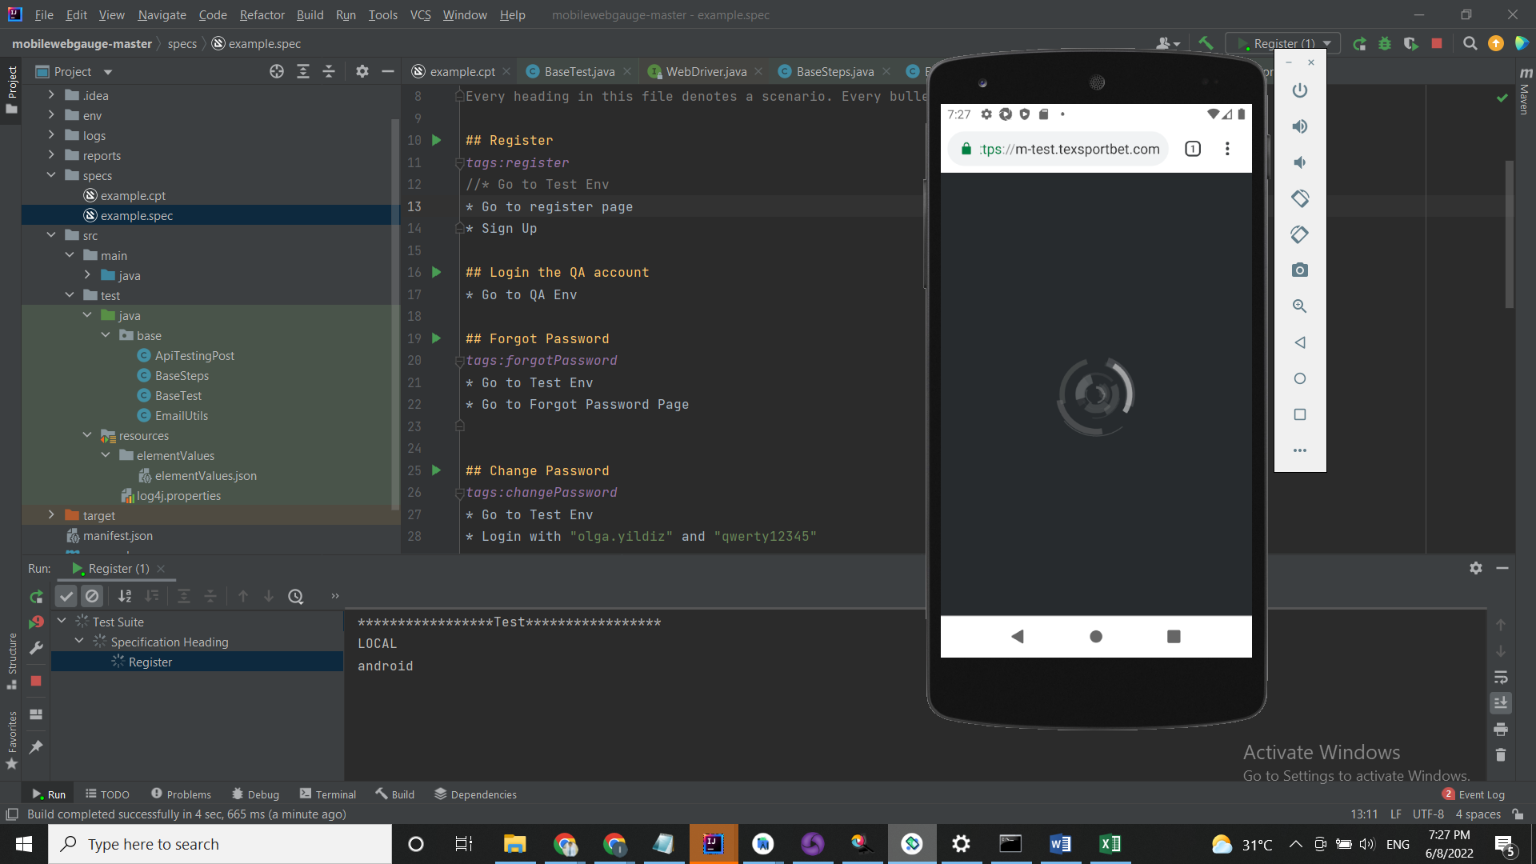 File Edit View Navigate Code Refactor Build Run Tools VCS Window Help mobilewebgauge-master - example.spec
mobilewebgauge-master specs example.spec
Register (1)
Project
example.cpt BaseTest.java WebDriver.java BaseSteps.java
Project
Maven
.idea
env
logs
reports
specs
example.cpt
example.spec
src
main
java
test
java
base
ApiTestingPost
BaseSteps
BaseTest
EmailUtils
resources
elementValues
elementValues.json
log4j.properties
target
manifest.json
8 Every heading in this file denotes a scenario. Every bulle
9
10 ## Register
11 tags:register
12 //* Go to Test Env
13 * Go to register page
14 * Sign Up
15
16 ## Login the QA account
17 * Go to QA Env
18
19 ## Forgot Password
20 tags:forgotPassword
21 * Go to Test Env
22 * Go to Forgot Password Page
23
24
25 ## Change Password
26 tags:changePassword
27 * Go to Test Env
28 * Login with "olga.yildiz" and "qwerty12345"
7:27
:tps://m-test.texsportbet.com 1
Run: Register (1)
Test Suite
Specification Heading
Register
*****************Test*****************
LOCAL
android
Structure
Favorites
Activate Windows
Go to Settings to activate Windows.
Run TODO Problems Debug Terminal Build Dependencies 2 Event Log
Build completed successfully in 4 sec, 665 ms (a minute ago) 13:11 LF UTF-8 4 spaces
Type here to search
31°C ENG 7:27 PM
6/8/2022 5